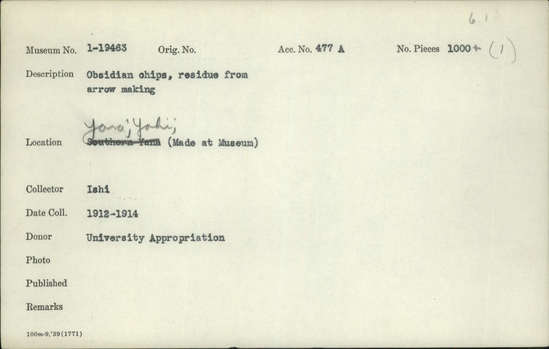 6.1
Museum No. 1-19463 Orig. No. Acc. No. 477 A No. Pieces 1000+ (1)
Description Obsidian chips, residue from
arrow making
Yana; Yahi;
Location Southern Yana (Made at Museum)
Collector Ishi
Date Coll. 1912-1914
Donor University Appropriation
Photo
Published
Remarks
100m-9,'39(1771)